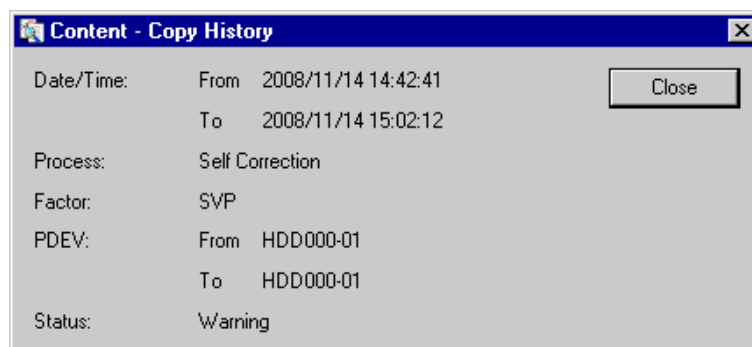 Content - Copy History
Date/Time: From 2008/11/14 14:42:41
Close
To 2008/11/14 15:02:12
Process: Self Correction
Factor: SVP
PDEV: From HDD000-01
To HDD000-01
Status: Warning